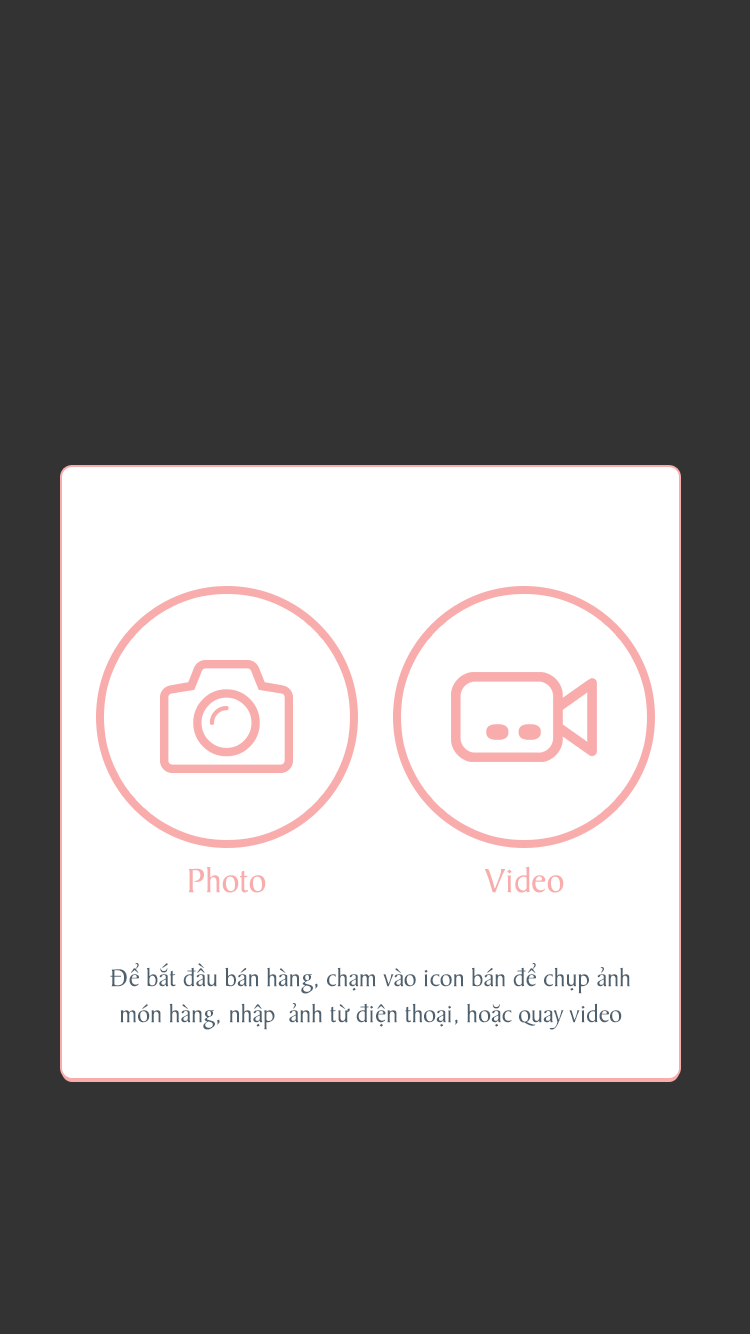 Photo
Video
Để bắt đầu bán hàng, chạm vào icon bán để chụp ảnh
món hàng, nhập  ảnh từ điện thoại, hoặc quay video